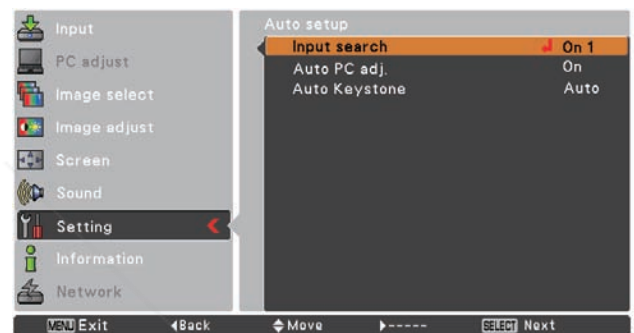 Input
PC adjust
Image select
Image adjust
Screen
Sound
Setting
Information
Network
Auto setup
Input search On 1
Auto PC adj. On
Auto Keystone Auto
MENU Exit Back Move ----- SELECT Next